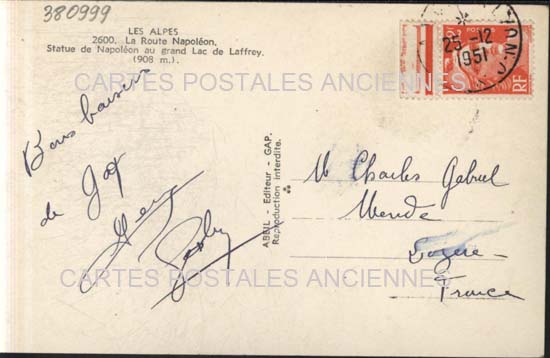 380999
LES ALPES
2600. La Route Napoléon.
Statue de Napoléon au grand Lac de Laffrey.
(908 m.).
25 -12
1951
RF
CARTES POSTALES ANCIENNES
Bons baisers
de Gap
ABEIL - Editeur - GAP.
Reproduction interdite.
M Charles Gabriel
Mende
Lozère
France
CARTES POSTALES ANCIENNES